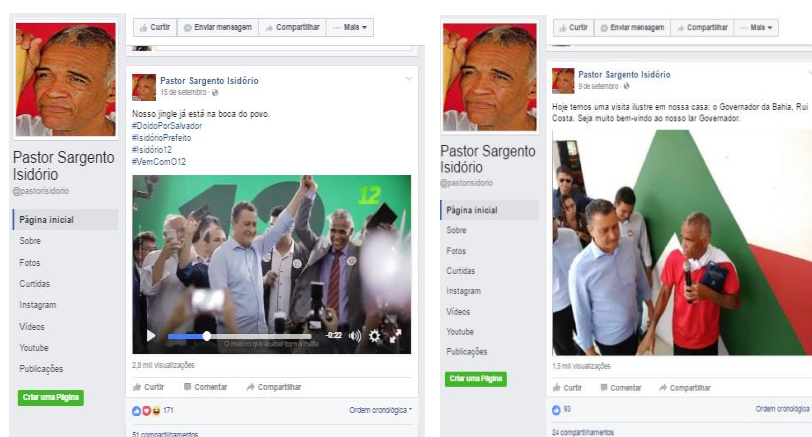 Curtir Enviar mensagem Compartilhar Mais
Pastor Sargento Isidório
15 de setembro
Nosso jingle já está na boca do povo.
#DoidoPorSalvador
#IsidórioPrefeito
#Isidório12
#VemComO12
Pastor Sargento
Isidório
@pastorisidorio
Página inicial
Sobre
Fotos
Curtidas
Instagram
Vídeos
Youtube
Publicações
Criar uma Página
12
-0:22
O maluco que quer acabar com a máfia
2,8 mil visualizações
Curtir Comentar Compartilhar
171 Ordem cronológica
51 compartilhamentos
Curtir Enviar mensagem Compartilhar Mais
Pastor Sargento Isidório
9 de setembro
Hoje temos uma visita ilustre em nossa casa: o Governador da Bahia, Rui
Costa. Seja muito bem-vindo ao nosso lar Governador.
Pastor Sargento
Isidório
@pastorisidorio
Página inicial
Sobre
Fotos
Curtidas
Instagram
Vídeos
Youtube
Publicações
Criar uma Página
1,5 mil visualizações
Curtir Comentar Compartilhar
93 Ordem cronológica
24 compartilhamentos